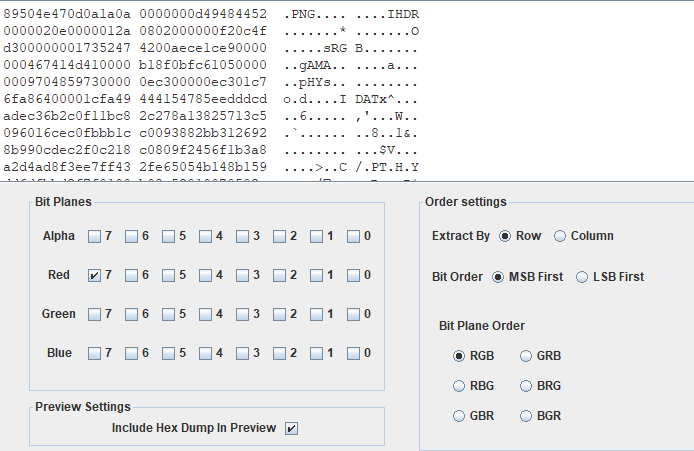 89504e470d0a1a0a 0000000d49484452 .PNG.... ....IHDR
0000020e0000012a 0802000000f20c4f .......* .......O
d300000001735247 4200aece1ce90000 .....sRG B.......
000467414d410000 b18f0bfc61050000 ..gAMA.. ....a...
0009704859730000 0ec300000ec301c7 ..pHYs.. ........
6fa86400001cfa49 444154785eedddcd o.d....I DATx^...
adec36b2c0f11bc8 2c278a13825713c5 ..6..... ,'...W..
096016cec0fbbb1c cc0093882bb312692 .`...... ....8..1&.
8b990cdec2f0c218 c0809f2456f1b3a8 ........ ...$V...
a2d4ad8f3ee7ff43 2fe65054b148b159 ....>..C /.PT.H.Y
Bit Planes
Alpha 7 6 5 4 3 2 1 0
Red 7 6 5 4 3 2 1 0
Green 7 6 5 4 3 2 1 0
Blue 7 6 5 4 3 2 1 0
Preview Settings
Include Hex Dump In Preview
Order settings
Extract By Row Column
Bit Order MSB First LSB First
Bit Plane Order
RGB GRB
RBG BRG
GBR BGR